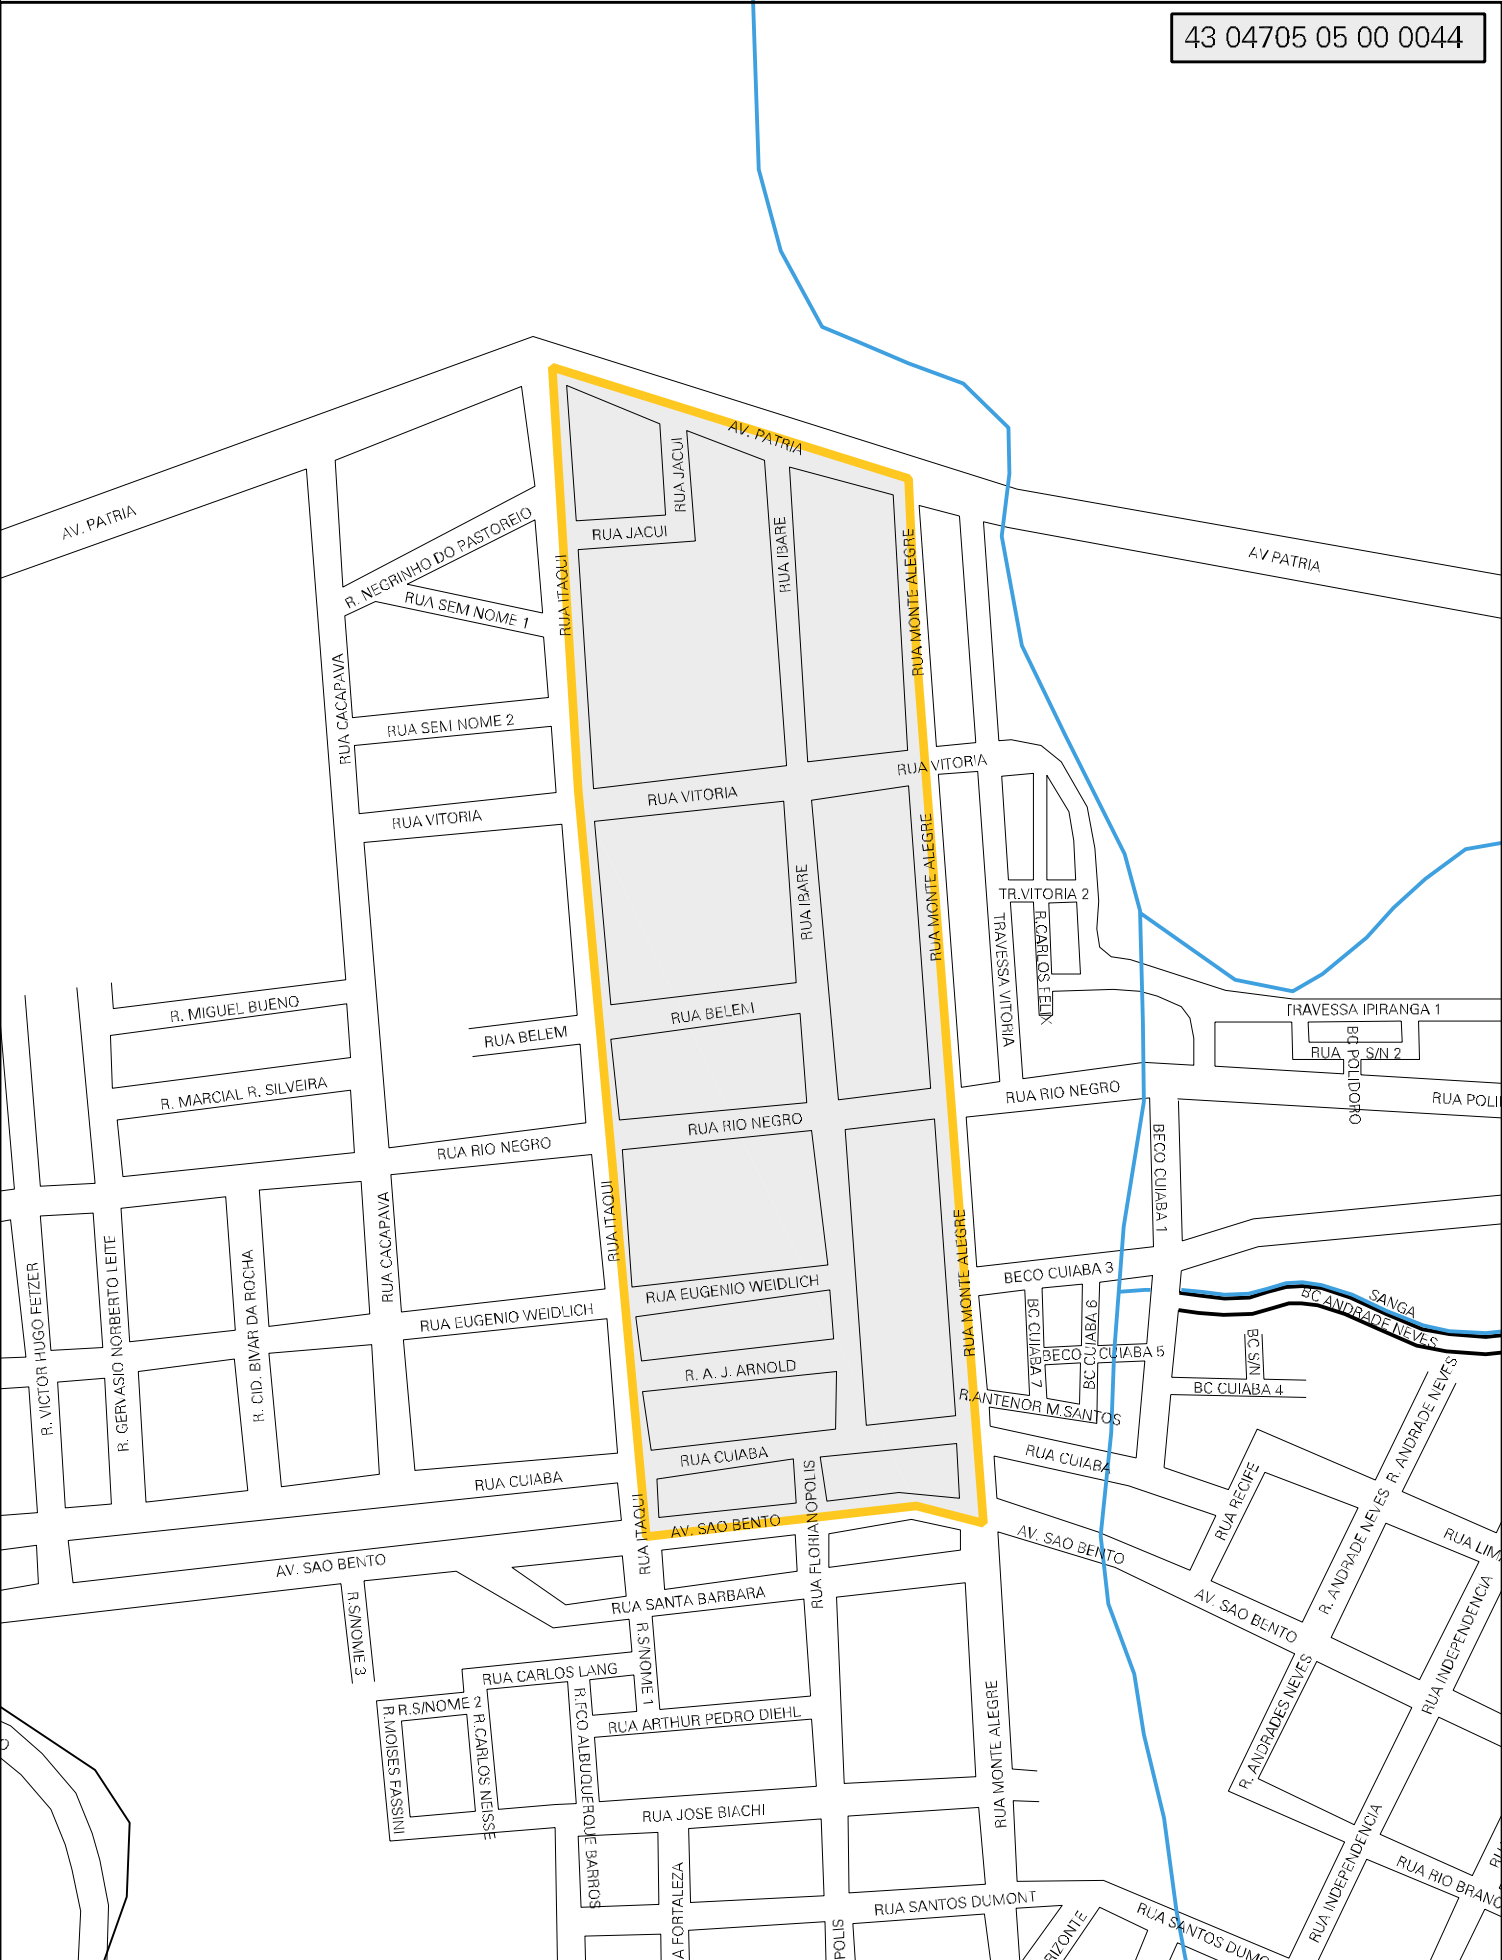 43 04705 05 00 0044
AV. PATRIA
RUA JACUI
AV. PATRIA
R. NEGRINHO DO PASTOREIO
RUA JACUI
RUA IBARE
RUA MONTE ALEGRE
AV PATRIA
RUA ITAQUI
RUA SEM NOME 1
RUA CACAPAVA
RUA SEM NOME 2
RUA VITORIA
RUA VITORIA
RUA VITORIA
RUA MONTE ALEGRE
RUA IBARE
TR.VITORIA 2
TRAVESSA VITORIA
R.CARLOS FELIX
R. MIGUEL BUENO
RUA BELEM
RUA BELEM
TRAVESSA IPIRANGA 1
RUA S/N 2
BC POLIDORO
R. MARCIAL R. SILVEIRA
RUA RIO NEGRO
RUA RIO NEGRO
RUA RIO NEGRO
RUA POLI
BECO CUIABA 1
RUA CACAPAVA
RUA ITAQUI
RUA MONTE ALEGRE
R. VICTOR HUGO FETZER
R. GERVASIO NORBERTO LEITE
R. CID. BIVAR DA ROCHA
RUA EUGENIO WEIDLICH
RUA EUGENIO WEIDLICH
BECO CUIABA 3
SANGA
BC ANDRADE NEVES
BC CUIABA 7
BC CUIABA 6
BECO CUIABA 5
BC S/N
BC CUIABA 4
R. A. J. ARNOLD
R.ANTENOR M.SANTOS
R. ANDRADE NEVES
RUA CUIABA
RUA CUIABA
RUA CUIABA
RUA RECIFE
RUA ITAQUI
AV. SAO BENTO
RUA FLORIANOPOLIS
AV. SAO BENTO
AV. SAO BENTO
R. ANDRADE NEVES
RUA LIM
AV. SAO BENTO
RUA INDEPENDENCIA
R.S/NOME 3
RUA SANTA BARBARA
R.S/NOME 1
RUA CARLOS LANG
R.S/NOME 2
R.MOISES FASSINI
R.CARLOS NEISSE
R.FCO ALBUQUERQUE BARROS
RUA ARTHUR PEDRO DIEHL
RUA MONTE ALEGRE
R. ANDRADES NEVES
RUA JOSE BIACHI
RUA INDEPENDENCIA
RUA RIO BRANC
A FORTALEZA
POLIS
RUA SANTOS DUMONT
RIZONTE
RUA SANTOS DUMO